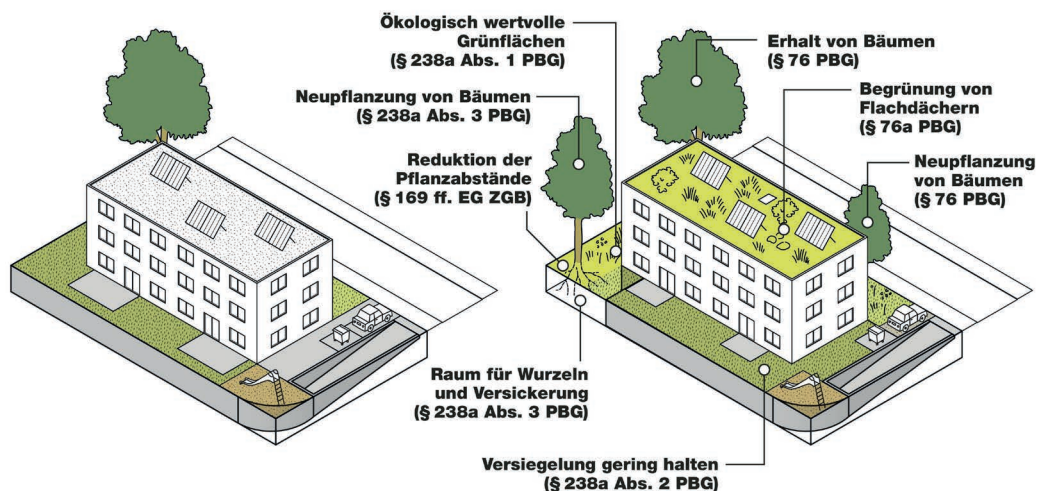 Ökologisch wertvolle
Grünflächen
(§ 238a Abs. 1 PBG)
Neupflanzung von Bäumen
(§ 238a Abs. 3 PBG)
Reduktion der
Pflanzabstände
(§ 169 ff. EG ZGB)
Raum für Wurzeln
und Versickerung
(§ 238a Abs. 3 PBG)
Erhalt von Bäumen
(§ 76 PBG)
Begrünung von
Flachdächern
(§ 76a PBG)
Neupflanzung
von Bäumen
(§ 76 PBG)
Versiegelung gering halten
(§ 238a Abs. 2 PBG)